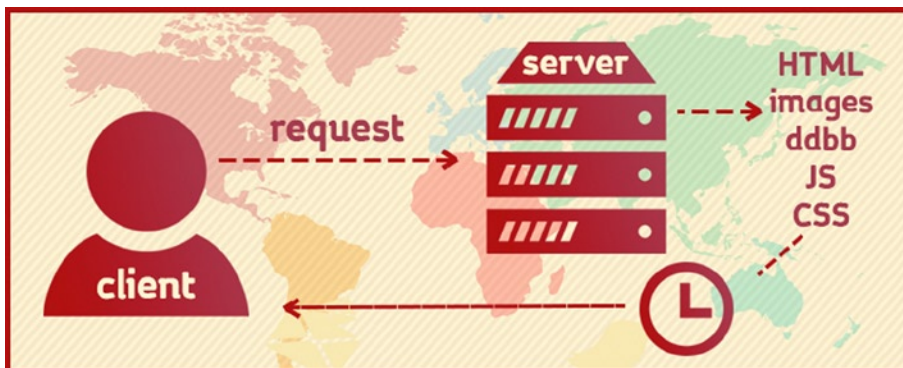 server
HTML
images
ddbb
JS
CSS
request
client